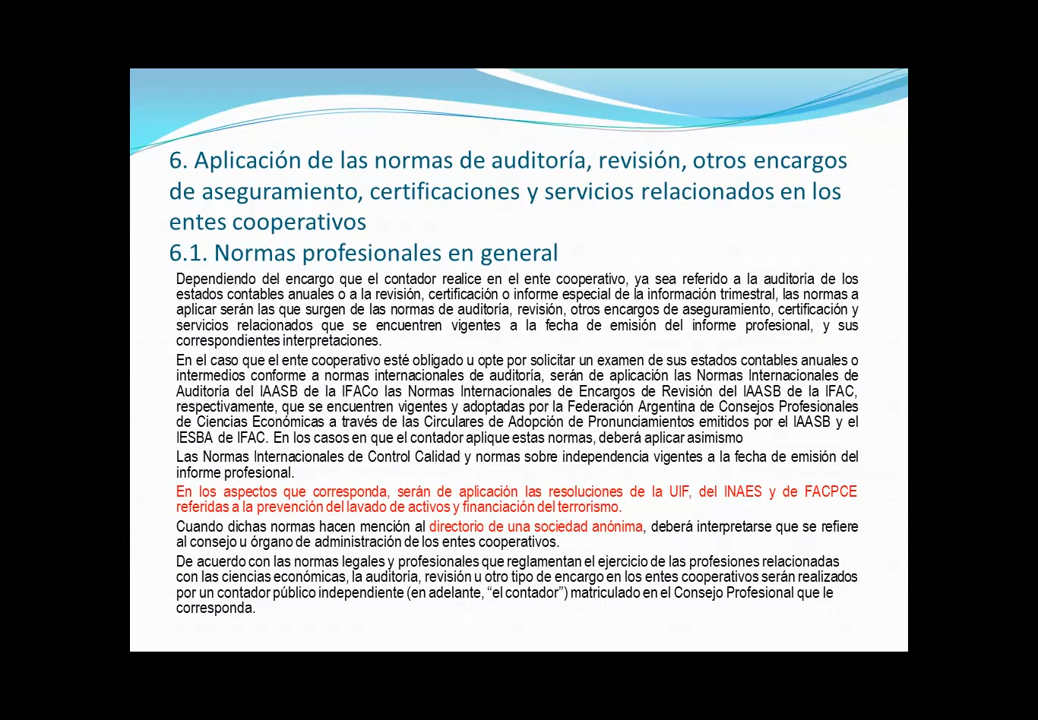 6. Aplicación de las normas de auditoría, revisión, otros encargos
de aseguramiento, certificaciones y servicios relacionados en los
entes cooperativos
6.1. Normas profesionales en general
Dependiendo del encargo que el contador realice en el ente cooperativo, ya sea referido a la auditoría de los
estados contables anuales o a la revisión, certificación o informe especial de la información trimestral, las normas a
aplicar serán las que surgen de las normas de auditoría, revisión, otros encargos de aseguramiento, certificación y
servicios relacionados que se encuentren vigentes a la fecha de emisión del informe profesional, y sus
correspondientes interpretaciones.
En el caso que el ente cooperativo esté obligado u opte por solicitar un examen de sus estados contables anuales o
intermedios conforme a normas internacionales de auditoría, serán de aplicación las Normas Internacionales de
Auditoría del IAASB de la IFACo las Normas Internacionales de Encargos de Revisión del IAASB de la IFAC,
respectivamente, que se encuentren vigentes y adoptadas por la Federación Argentina de Consejos Profesionales
de Ciencias Económicas a través de las Circulares de Adopción de Pronunciamientos emitidos por el IAASB y el
IESBA de IFAC. En los casos en que el contador aplique estas normas, deberá aplicar asimismo
Las Normas Internacionales de Control Calidad y normas sobre independencia vigentes a la fecha de emisión del
informe profesional.
En los aspectos que corresponda, serán de aplicación las resoluciones de la UIF, del INAES y de FACPCE
referidas a la prevención del lavado de activos y financiación del terrorismo.
Cuando dichas normas hacen mención al directorio de una sociedad anónima, deberá interpretarse que se refiere
al consejo u órgano de administración de los entes cooperativos.
De acuerdo con las normas legales y profesionales que reglamentan el ejercicio de las profesiones relacionadas
con las ciencias económicas, la auditoría, revisión u otro tipo de encargo en los entes cooperativos serán realizados
por un contador público independiente (en adelante, “el contador”) matriculado en el Consejo Profesional que le
corresponda.